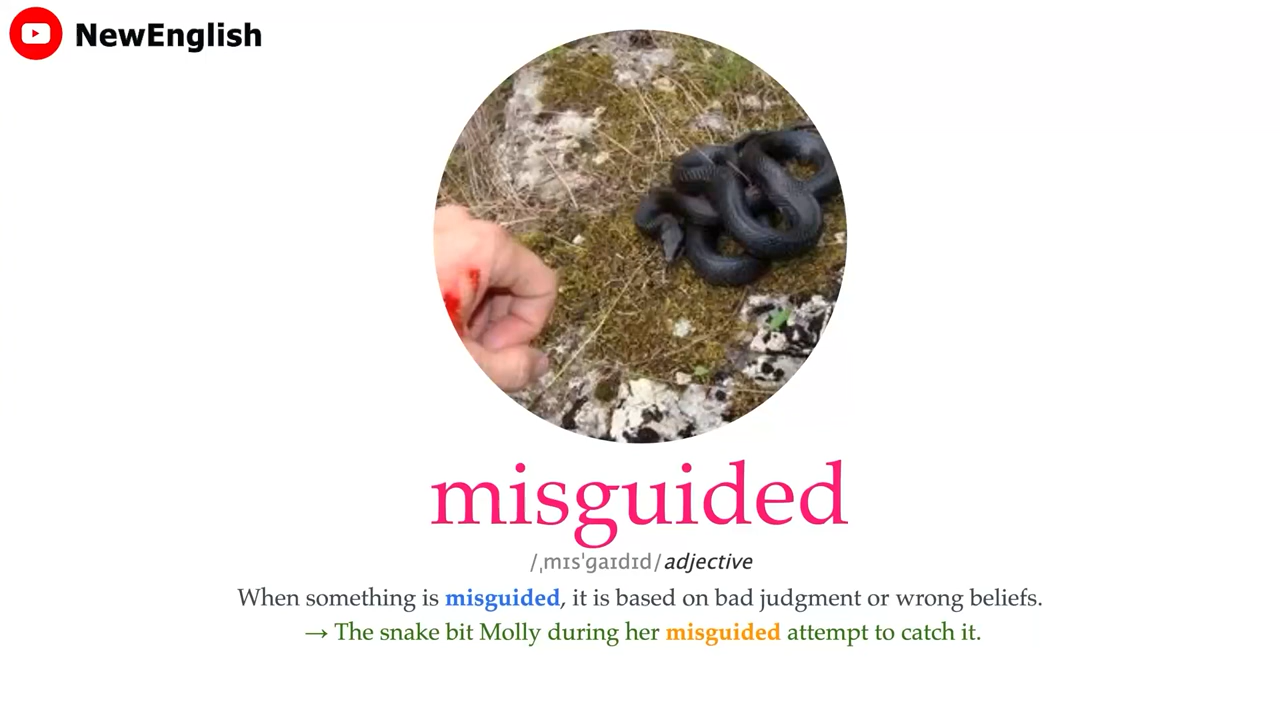 NewEnglish
misguided
/ˌmɪsˈɡaɪdɪd/ adjective
When something is misguided, it is based on bad judgment or wrong beliefs.
→ The snake bit Molly during her misguided attempt to catch it.